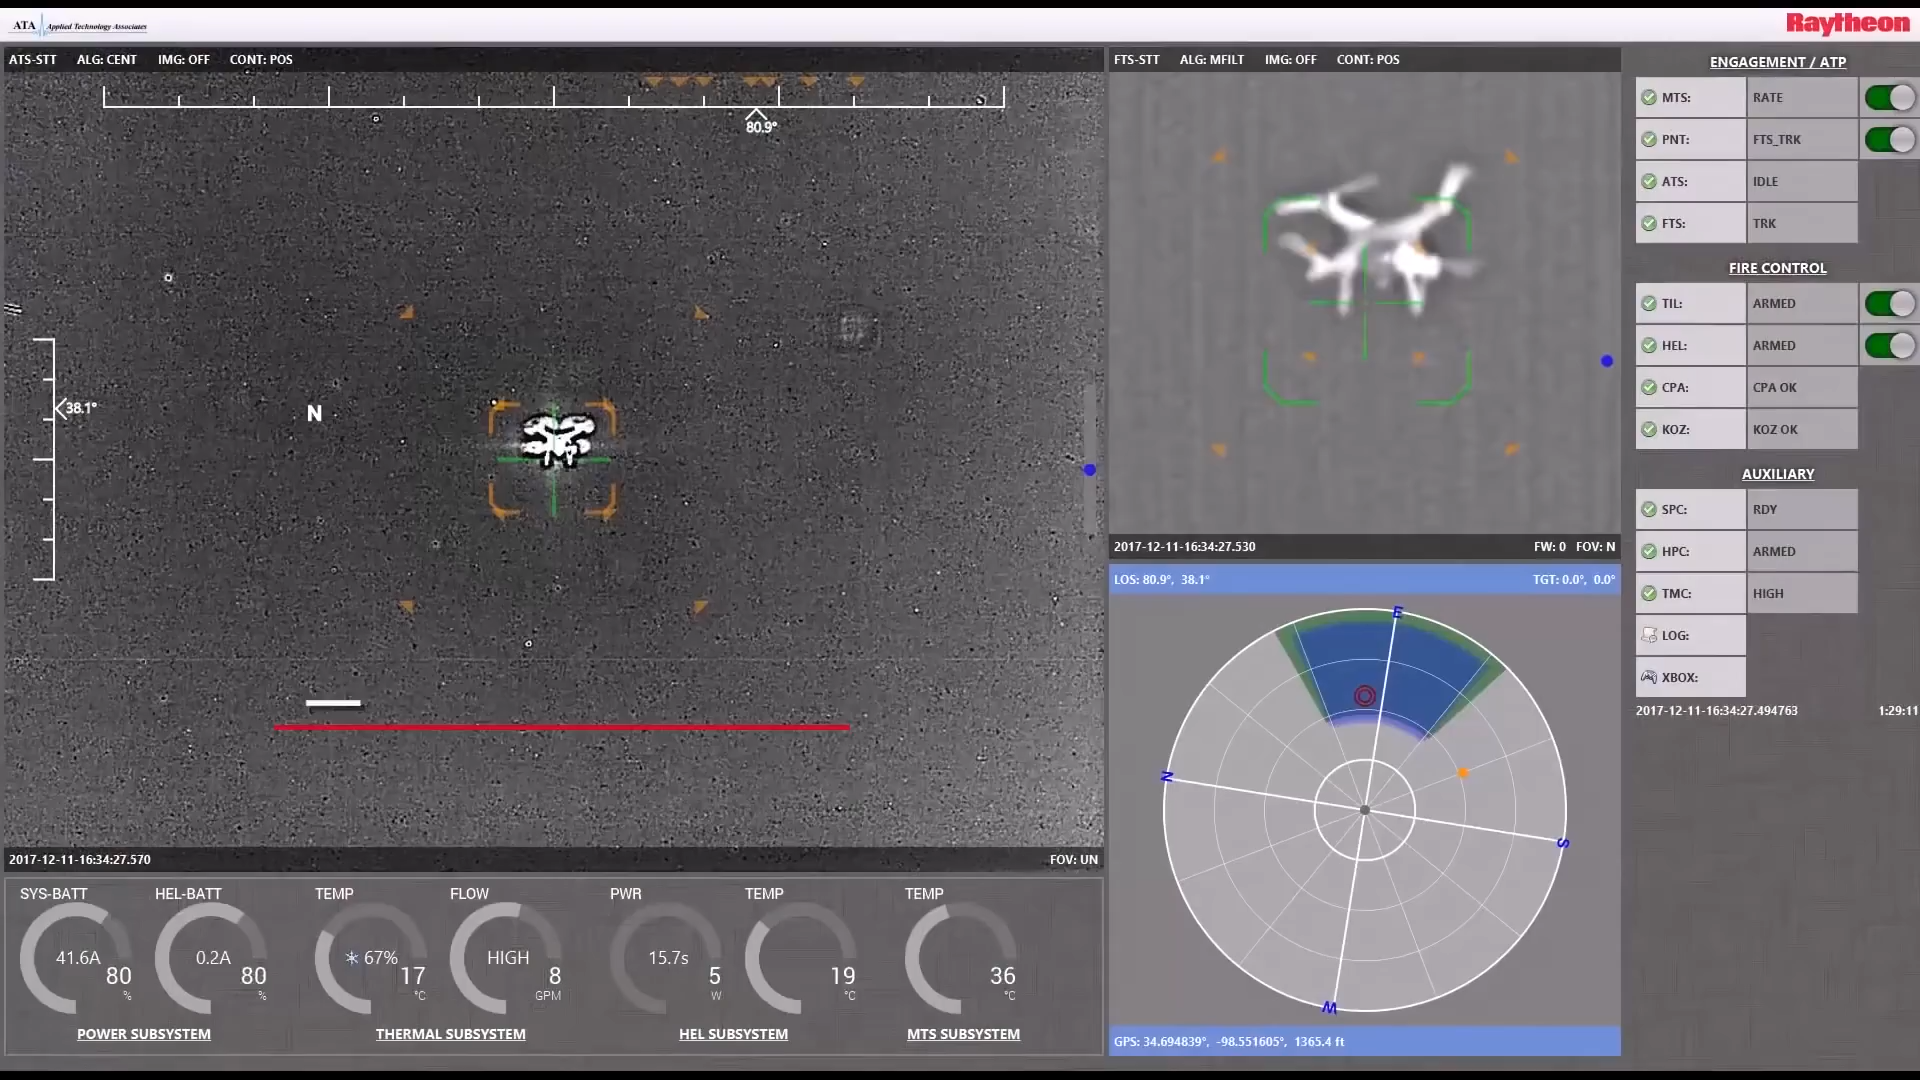 ATA Applied Technology Associates
Raytheon
ATS-STT ALG: CENT IMG: OFF CONT: POS
80.9°
38.1°
N
2017-12-11-16:34:27.570 FOV: UN
FTS-STT ALG: MFILT IMG: OFF CONT: POS
2017-12-11-16:34:27.530 FW: 0 FOV: N
LOS: 80.9°, 38.1° TGT: 0.0°, 0.0°
E
N
S
W
GPS: 34.694839°, -98.551605°, 1365.4 ft
ENGAGEMENT / ATP
MTS: RATE
PNT: FTS_TRK
ATS: IDLE
FTS: TRK
FIRE CONTROL
TIL: ARMED
HEL: ARMED
CPA: CPA OK
KOZ: KOZ OK
AUXILIARY
SPC: RDY
HPC: ARMED
TMC: HIGH
LOG:
XBOX:
2017-12-11-16:34:27.494763 1:29:11
SYS-BATT HEL-BATT TEMP FLOW PWR TEMP TEMP
41.6A 0.2A 67% HIGH 15.7s
80 80 17 8 5 19 36
% % °C GPM W °C °C
POWER SUBSYSTEM THERMAL SUBSYSTEM HEL SUBSYSTEM MTS SUBSYSTEM